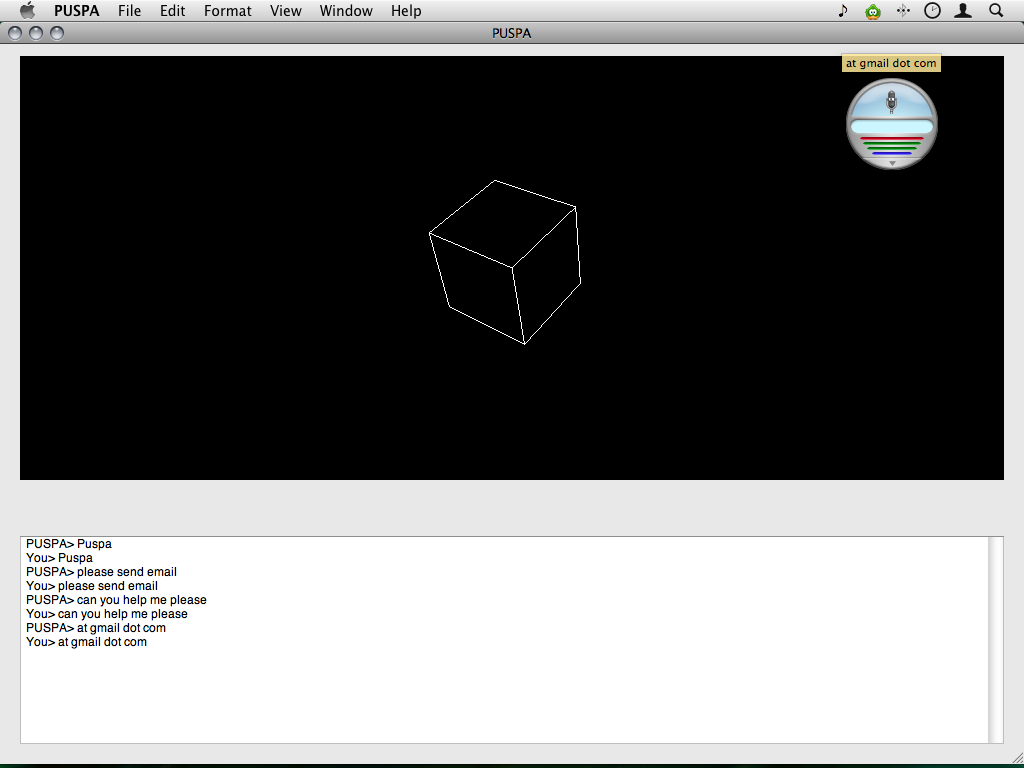 PUSPA File Edit Format View Window Help
PUSPA
at gmail dot com
PUSPA> Puspa
You> Puspa
PUSPA> please send email
You> please send email
PUSPA> can you help me please
You> can you help me please
PUSPA> at gmail dot com
You> at gmail dot com